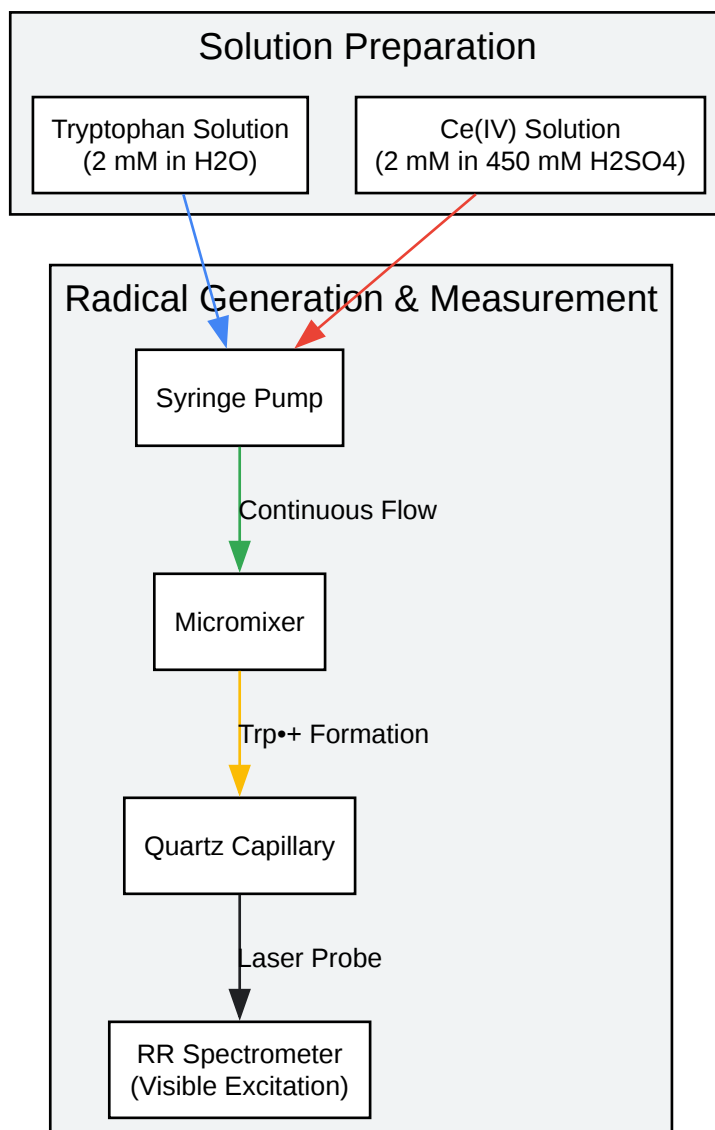 Solution Preparation
Tryptophan Solution
(2 mM in H2O)
Ce(IV) Solution
(2 mM in 450 mM H2SO4)
Radical Generation & Measurement
Syringe Pump
Continuous Flow
Micromixer
Trp•+ Formation
Quartz Capillary
Laser Probe
RR Spectrometer
(Visible Excitation)